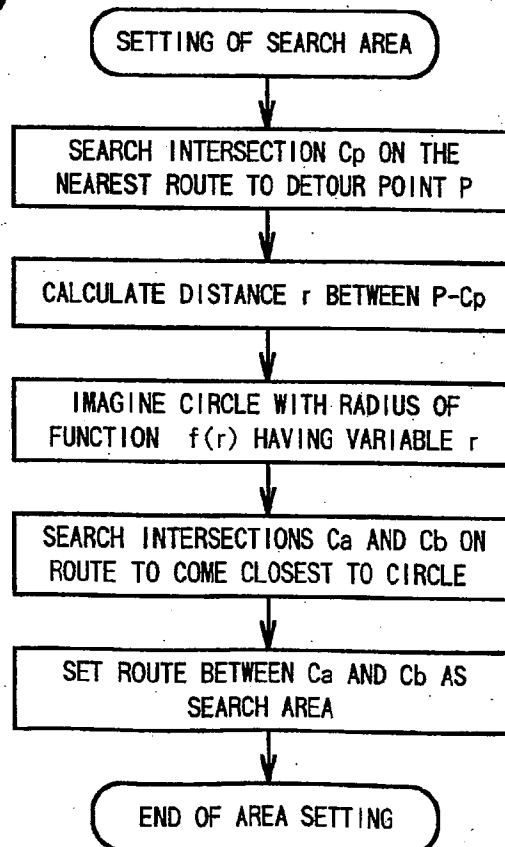 SETTING OF SEARCH AREA
SEARCH INTERSECTION Cp ON THE
NEAREST ROUTE TO DETOUR POINT P
CALCULATE DISTANCE r BETWEEN P-Cp
IMAGINE CIRCLE WITH RADIUS OF
FUNCTION f(r) HAVING VARIABLE r
SEARCH INTERSECTIONS Ca AND Cb ON
ROUTE TO COME CLOSEST TO CIRCLE
SET ROUTE BETWEEN Ca AND Cb AS
SEARCH AREA
END OF AREA SETTING